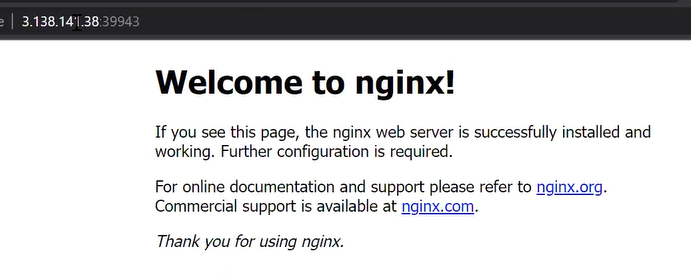 3.138.141.38:39943
Welcome to nginx!
If you see this page, the nginx web server is successfully installed and
working. Further configuration is required.
For online documentation and support please refer to nginx.org.
Commercial support is available at nginx.com.
Thank you for using nginx.